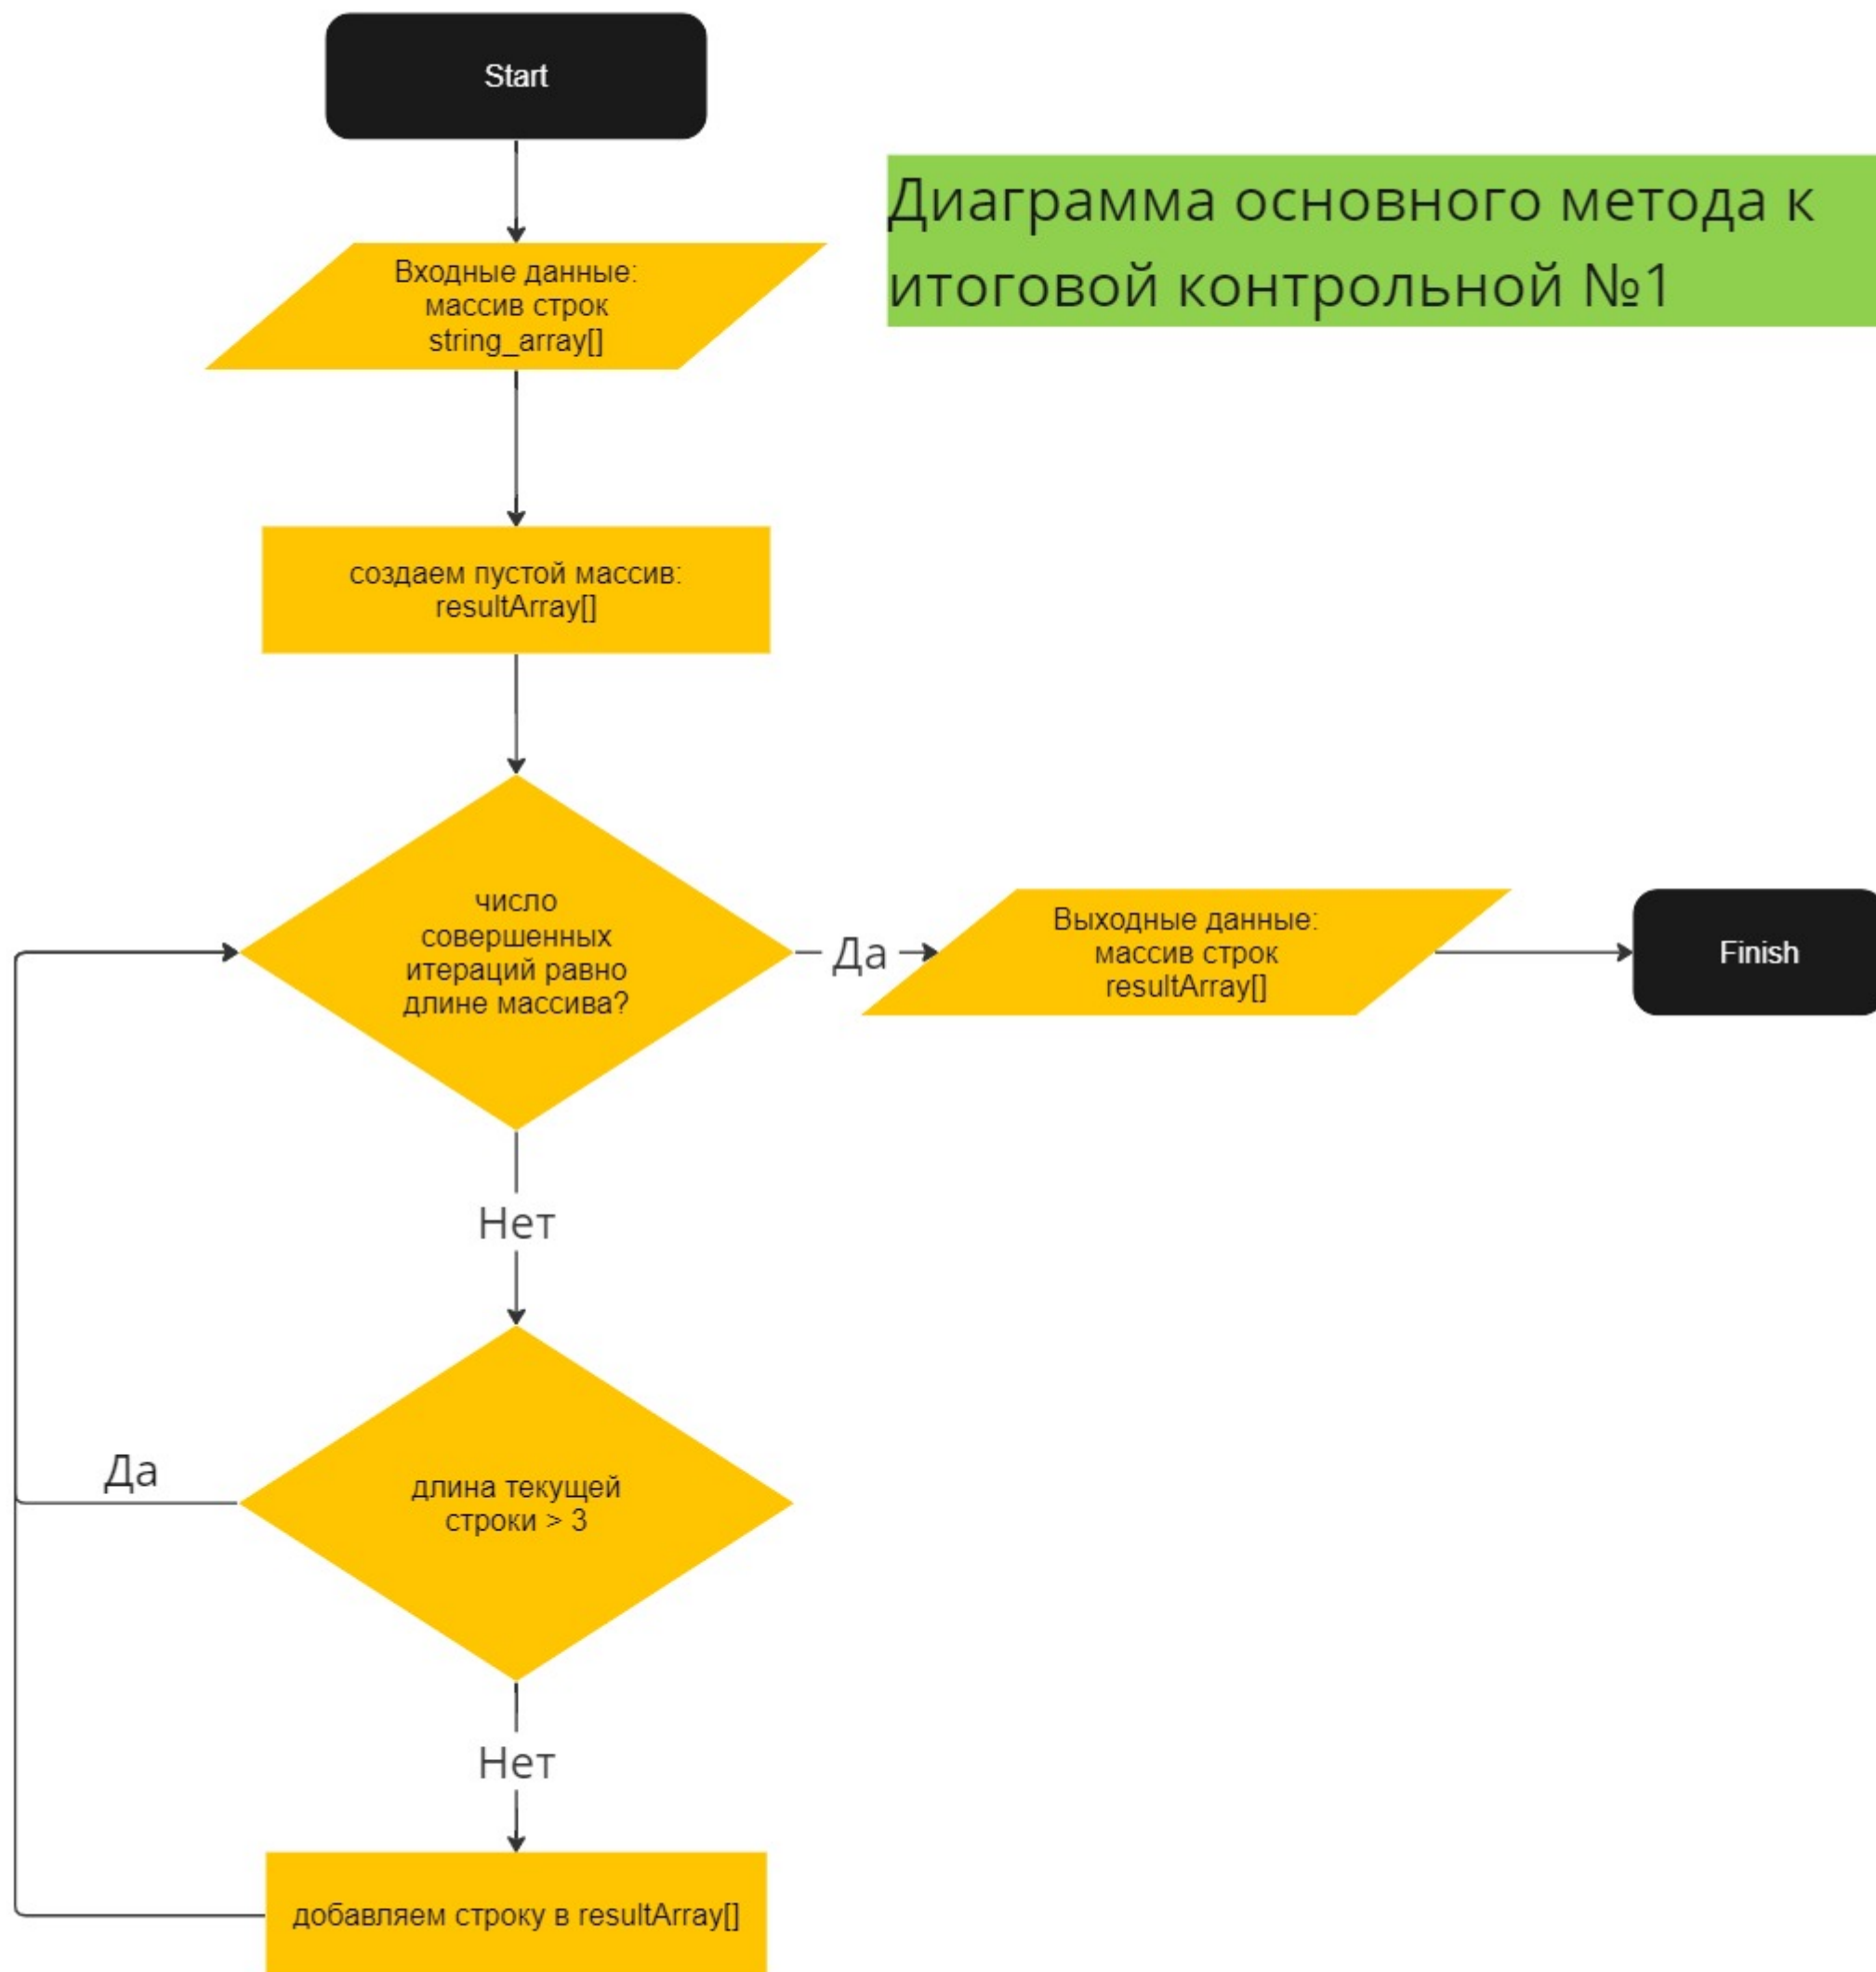 Start
Диаграмма основного метода к
итоговой контрольной №1
Входные данные:
массив строк
string_array[]
создаем пустой массив:
resultArray[]
число
совершенных
итераций равно
длине массива?
Да
Выходные данные:
массив строк
resultArray[]
Finish
Нет
Да
длина текущей
строки > 3
Нет
добавляем строку в resultArray[]